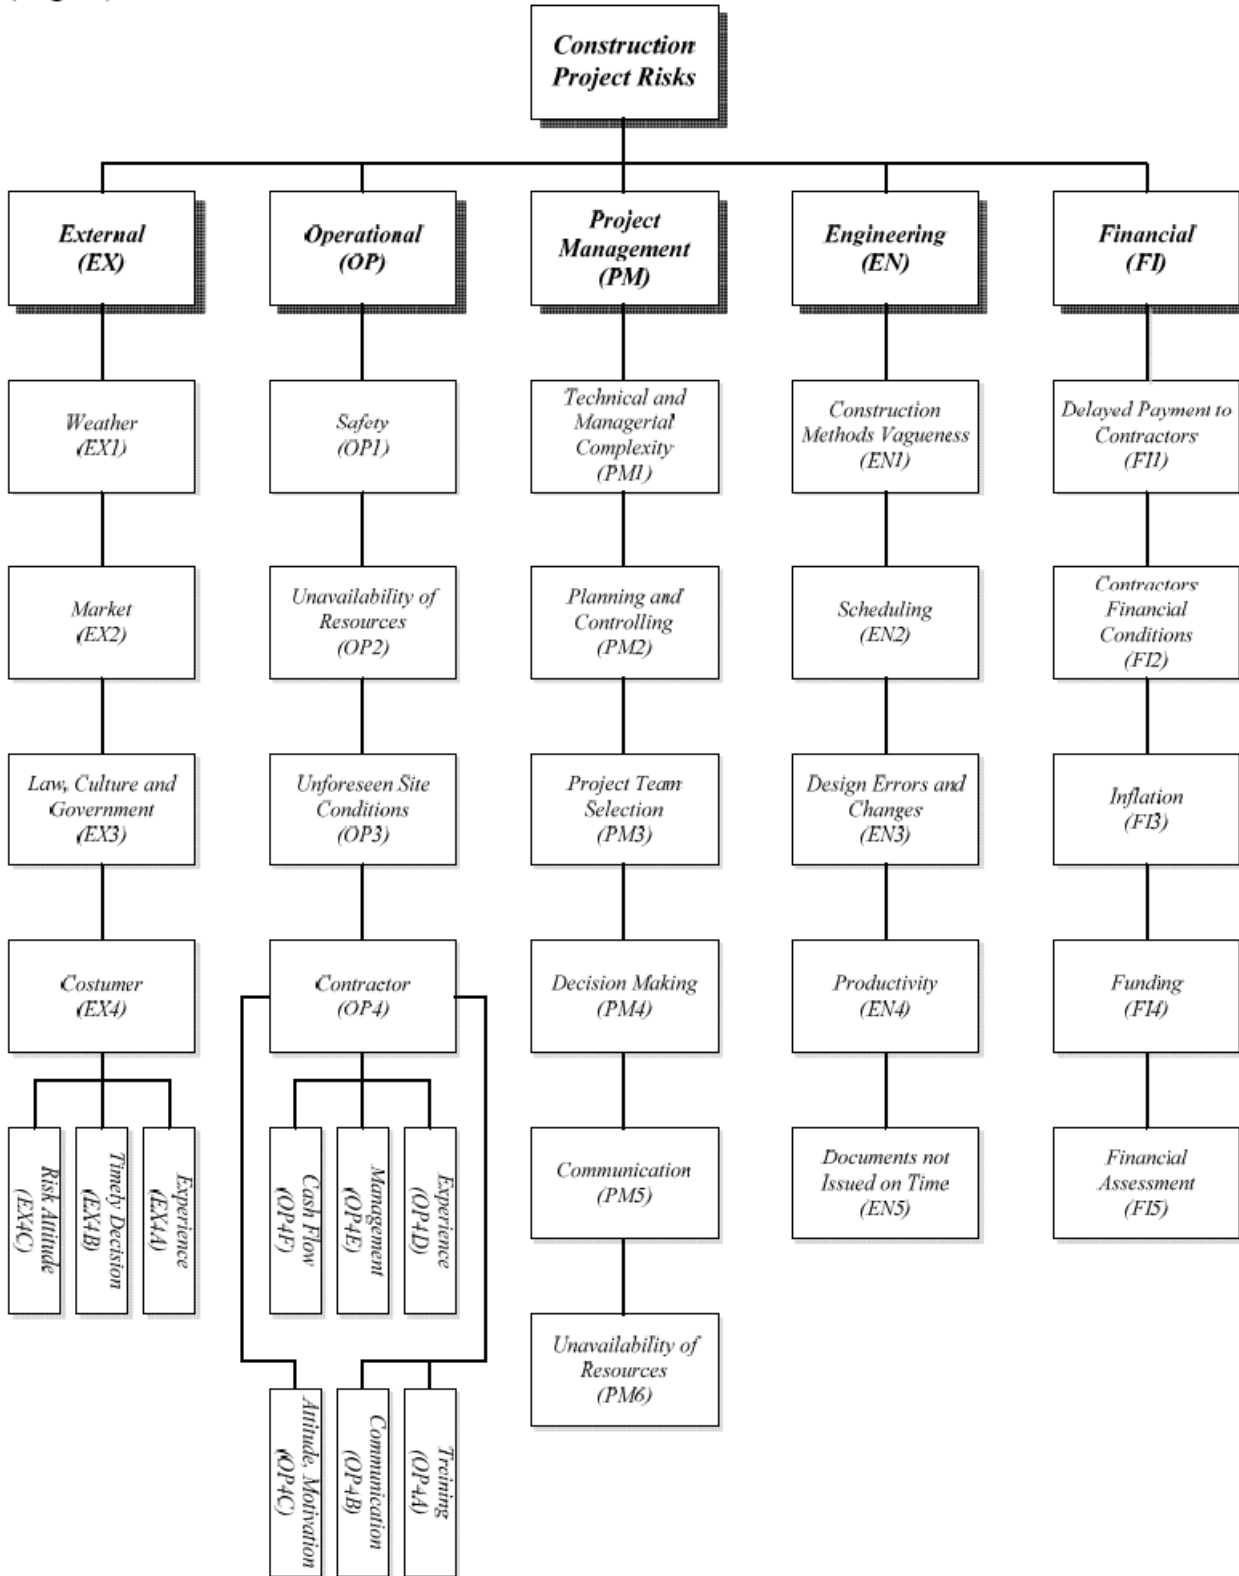 Construction
Project Risks
External
(EX)
Operational
(OP)
Project
Management
(PM)
Engineering
(EN)
Financial
(FI)
Weather
(EX1)
Safety
(OP1)
Technical and
Managerial
Complexity
(PM1)
Construction
Methods Vagueness
(EN1)
Delayed Payment to
Contractors
(FI1)
Market
(EX2)
Unavailability of
Resources
(OP2)
Planning and
Controlling
(PM2)
Scheduling
(EN2)
Contractors
Financial
Conditions
(FI2)
Law, Culture and
Government
(EX3)
Unforeseen Site
Conditions
(OP3)
Project Team
Selection
(PM3)
Design Errors and
Changes
(EN3)
Inflation
(FI3)
Costumer
(EX4)
Contractor
(OP4)
Decision Making
(PM4)
Productivity
(EN4)
Funding
(FI4)
Risk Attitude
(EX4C)
Timely Decision
(EX4B)
Experience
(EX4A)
Cash Flow
(OP4F)
Management
(OP4E)
Experience
(OP4D)
Communication
(PM5)
Documents not
Issued on Time
(EN5)
Financial
Assessment
(FI5)
Unavailability of
Resources
(PM6)
Attitude, Motivation
(OP4C)
Communication
(OP4B)
Training
(OP4A)